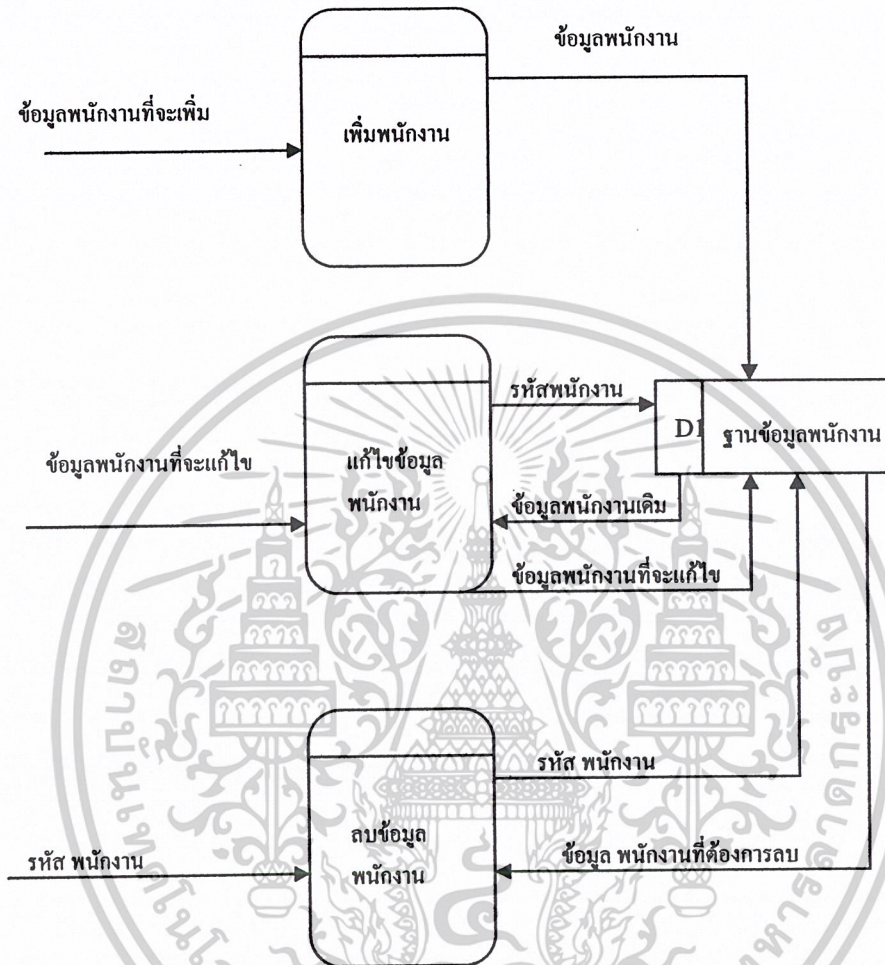 ข้อมูลพนักงาน
ข้อมูลพนักงานที่จะเพิ่ม
เพิ่มพนักงาน
รหัสพนักงาน
D1
ฐานข้อมูลพนักงาน
ข้อมูลพนักงานที่จะแก้ไข
แก้ไขข้อมูล
พนักงาน
ข้อมูลพนักงานเดิม
ข้อมูลพนักงานที่จะแก้ไข
รหัส พนักงาน
ลบข้อมูล
พนักงาน
รหัส พนักงาน
ข้อมูล พนักงานที่ต้องการลบ